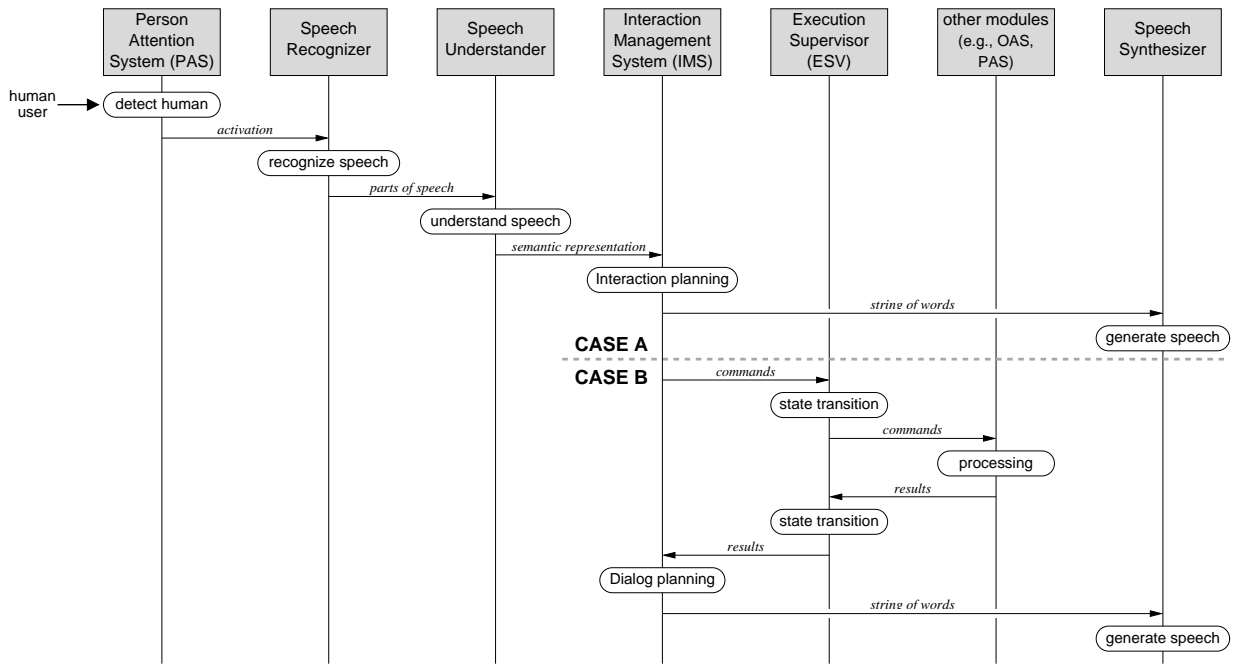 Person
Attention
System (PAS)
Speech
Recognizer
Speech
Understander
Interaction
Management
System (IMS)
Execution
Supervisor
(ESV)
other modules
(e.g., OAS,
PAS)
Speech
Synthesizer
human
user
detect human
activation
recognize speech
parts of speech
understand speech
semantic representation
Interaction planning
string of words
generate speech
CASE A
CASE B
commands
state transition
commands
processing
results
state transition
results
Dialog planning
string of words
generate speech